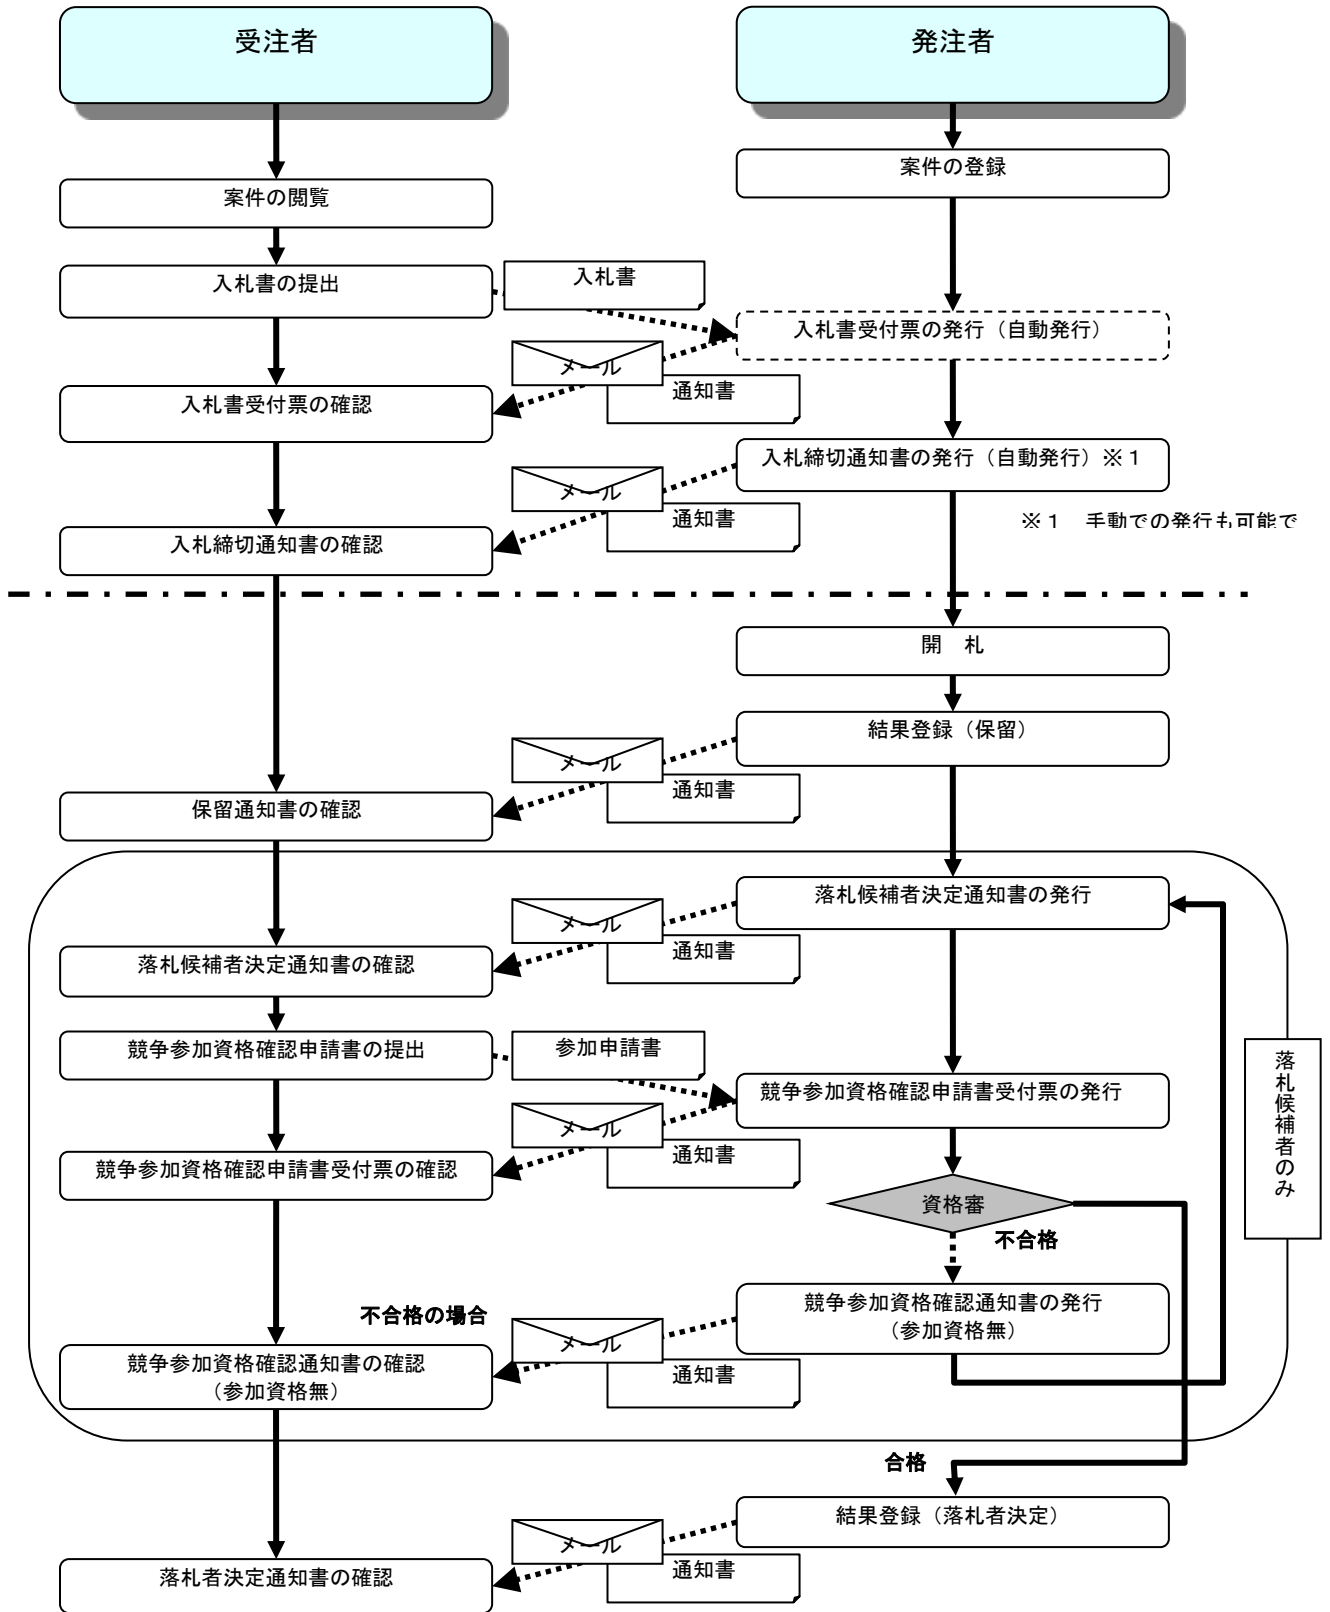 受注者
発注者
案件の登録
案件の閲覧
入札書の提出
入札書
入札書受付票の発行（自動発行）
メール
通知書
入札書受付票の確認
入札締切通知書の発行（自動発行）※１
メール
通知書
※１　手動での発行も可能で
入札締切通知書の確認
開　札
結果登録（保留）
メール
通知書
保留通知書の確認
落札候補者決定通知書の発行
メール
通知書
落札候補者決定通知書の確認
競争参加資格確認申請書の提出
参加申請書
落札候補者のみ
競争参加資格確認申請書受付票の発行
メール
通知書
競争参加資格確認申請書受付票の確認
資格審
不合格
競争参加資格確認通知書の発行
（参加資格無）
不合格の場合
メール
通知書
競争参加資格確認通知書の確認
（参加資格無）
合格
結果登録（落札者決定）
メール
通知書
落札者決定通知書の確認